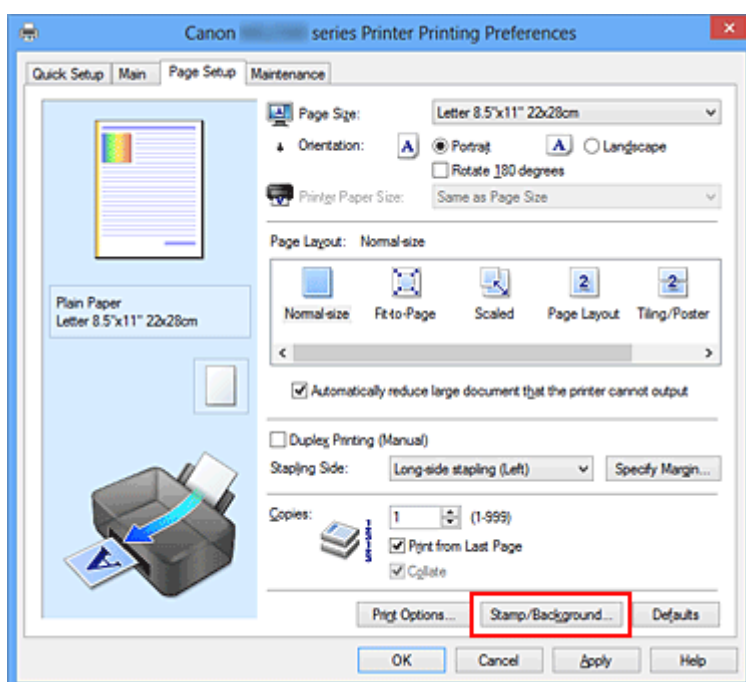 Canon series Printer Printing Preferences
Quick Setup Main Page Setup Maintenance
Page Size: Letter 8.5"x11" 22x28cm
Orientation: A Portrait A Landscape
Rotate 180 degrees
Printer Paper Size: Same as Page Size
Page Layout: Normal-size
2 2
Normal-size Fit-to-Page Scaled Page Layout Tiling/Poster
Plain Paper
Letter 8.5"x11" 22x28cm
Automatically reduce large document that the printer cannot output
Duplex Printing (Manual)
Stapling Side: Long-side stapling (Left) Specify Margin...
Copies: 1 (1-999)
Print from Last Page
Collate
A
Print Options... Stamp/Background... Defaults
OK Cancel Apply Help